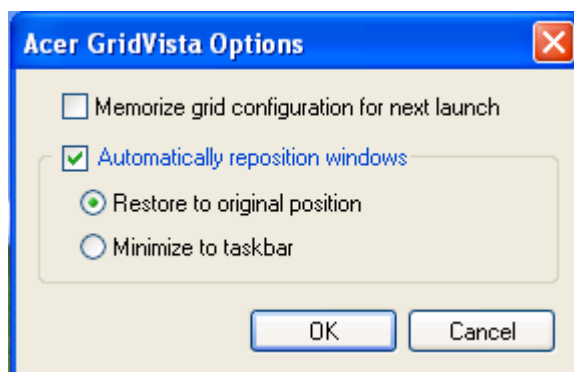 Acer GridVista Options
Memorize grid configuration for next launch
Automatically reposition windows
Restore to original position
Minimize to taskbar
OK Cancel